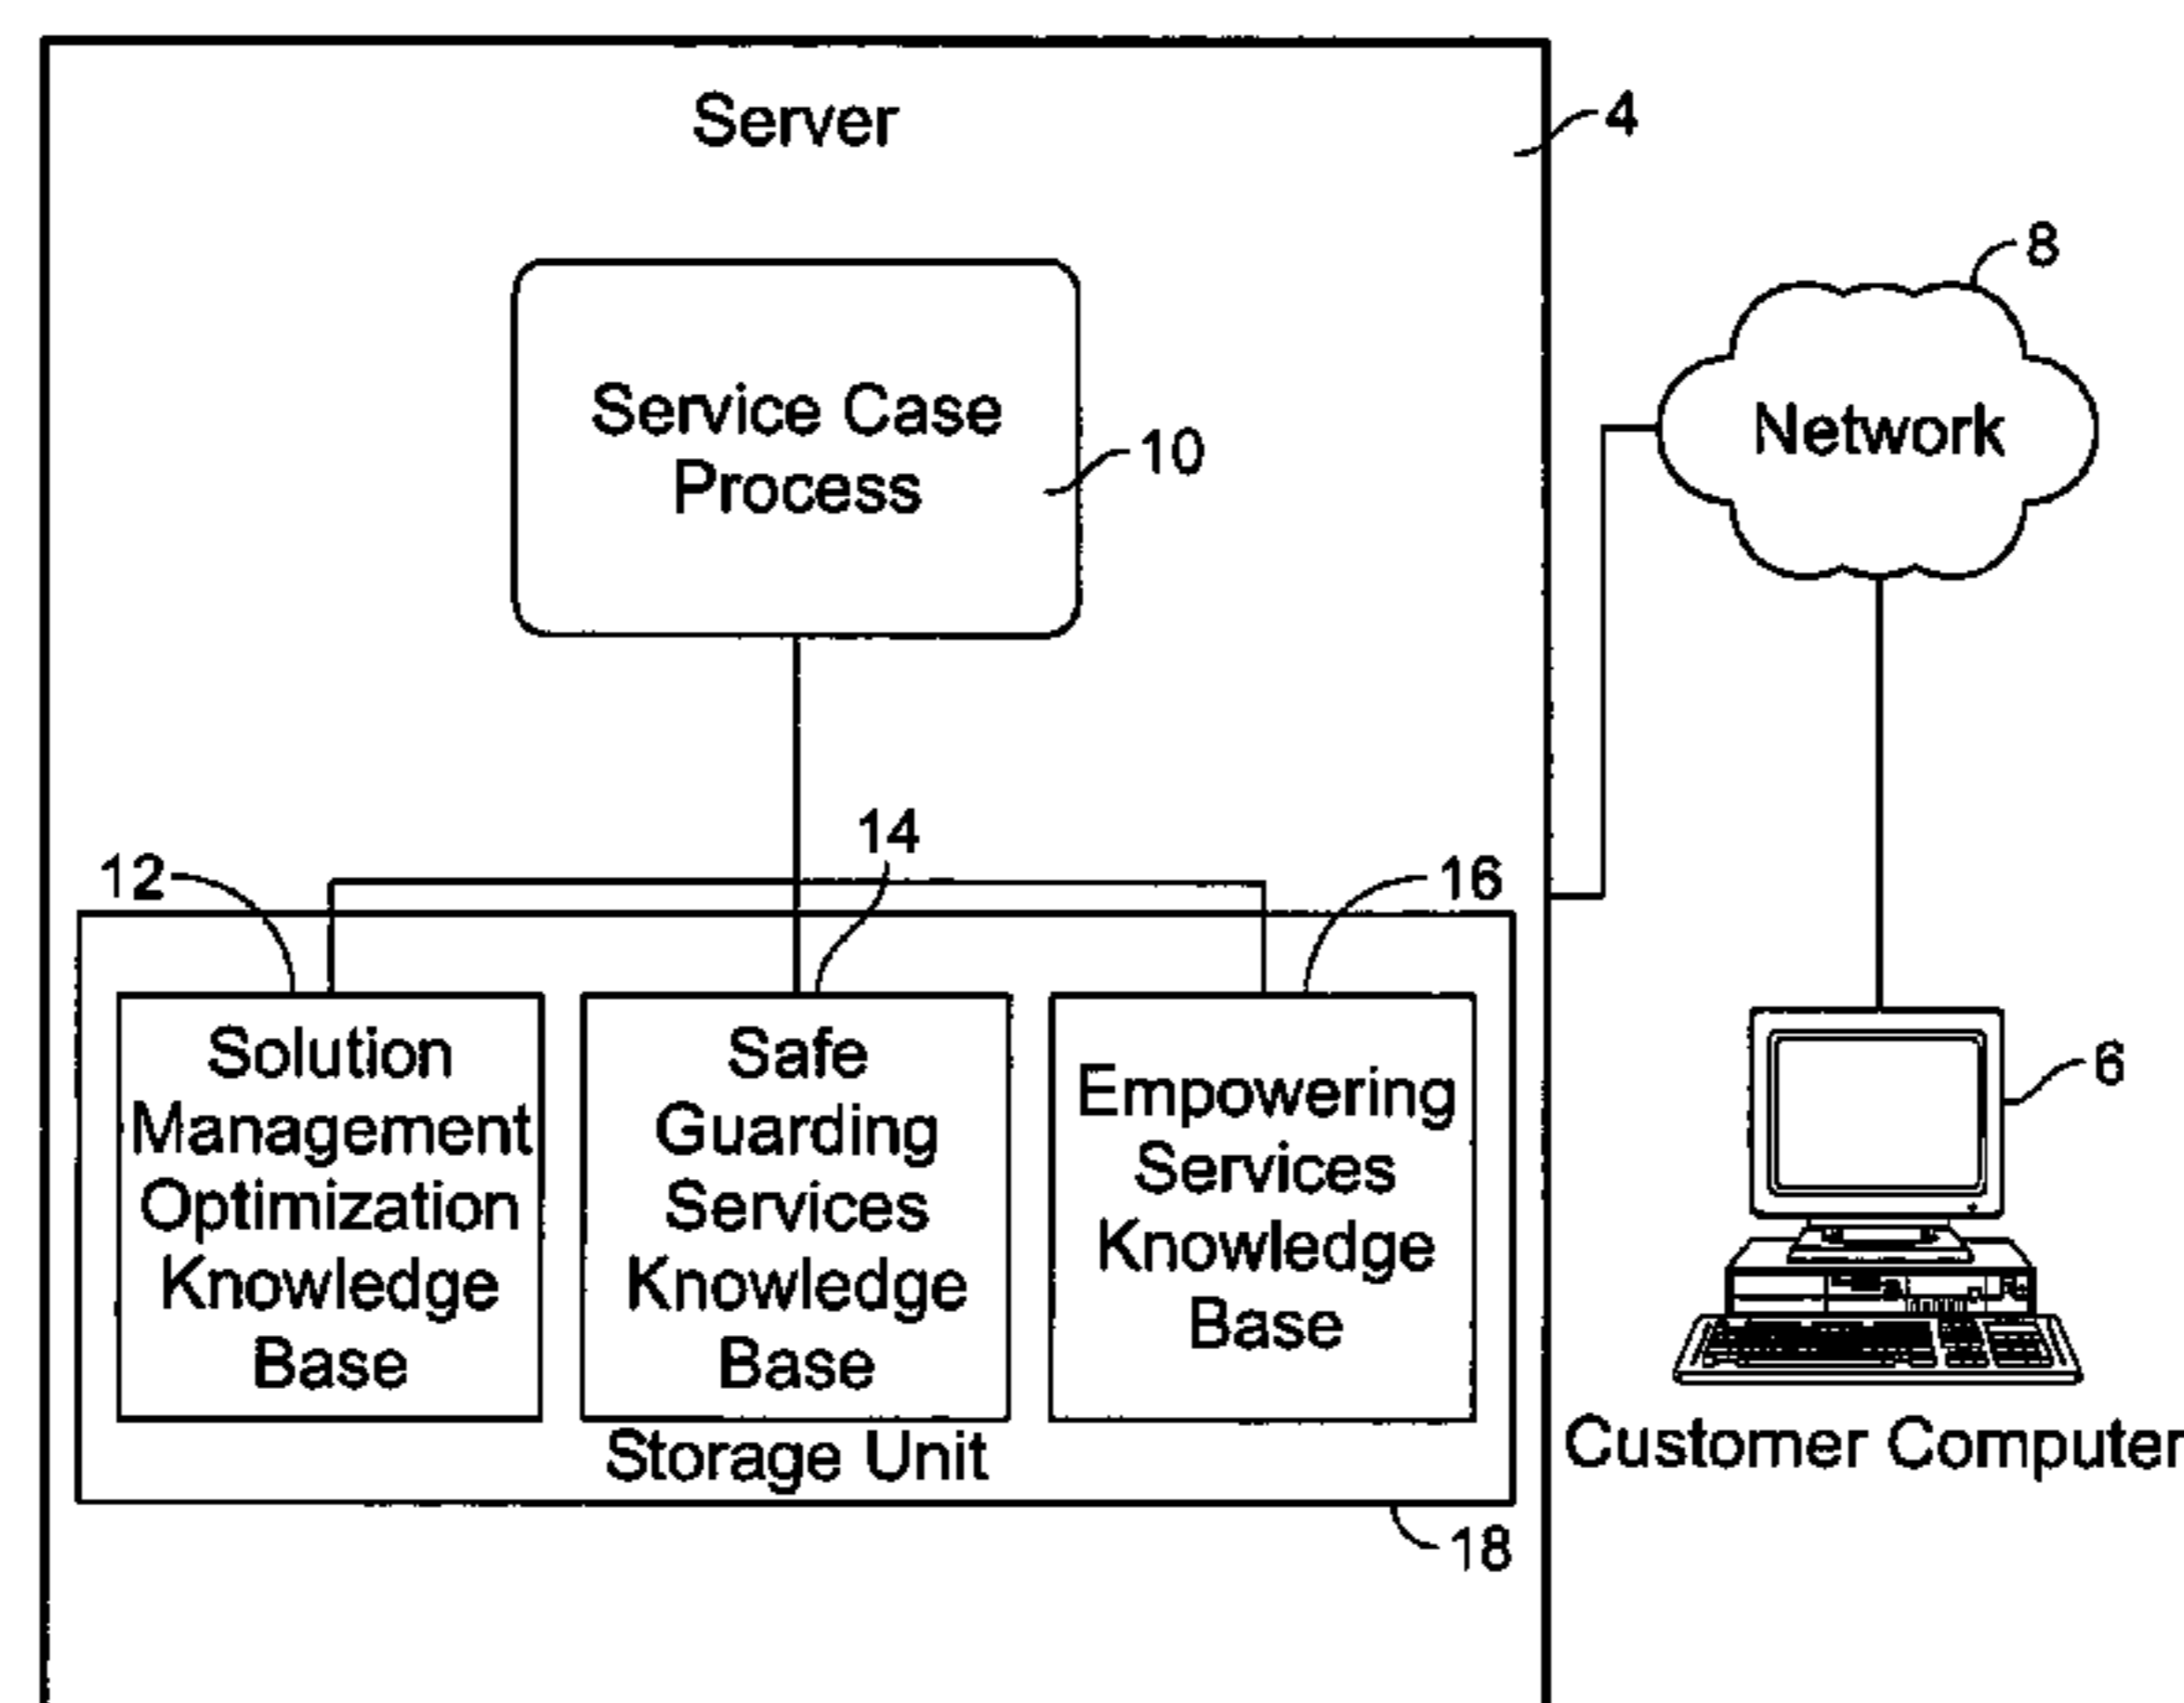 Server
4
8
Network
Service Case
Process
10
14
12
16
Solution
Management
Optimization
Knowledge
Base
Safe
Guarding
Services
Knowledge
Base
Empowering
Services
Knowledge
Base
6
Storage Unit
Customer Computer
18